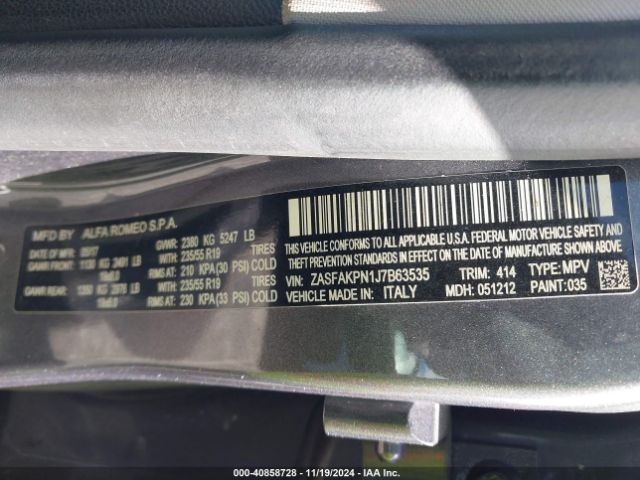 MFD BY: ALFA ROMEO S.P.A.
GVWR: 2380 KG 5247 LB
TIRES
235/55 R19
RIMS AT: 210 KPA (30 PSI) COLD
235/55 R19 TIRES
RIMS AT: 230 KPA (33 PSI) COLD
THIS VEHICLE CONFORMS TO ALL APPLICABLE U.S.A. FEDERAL MOTOR VEHICLE SAFETY, BUMPER AND
THEFT PREVENTION STANDARDS IN EFFECT ON THE DATE OF MANUFACTURE SHOWN ABOVE
VIN: ZASFAKPN1J7B63535 TRIM: 414 TYPE: MPV
VEHICLE MADE IN: ITALY MDH: 051212 PAINT: 035
000-40858728 - 11/19/2024 - IAA Inc.